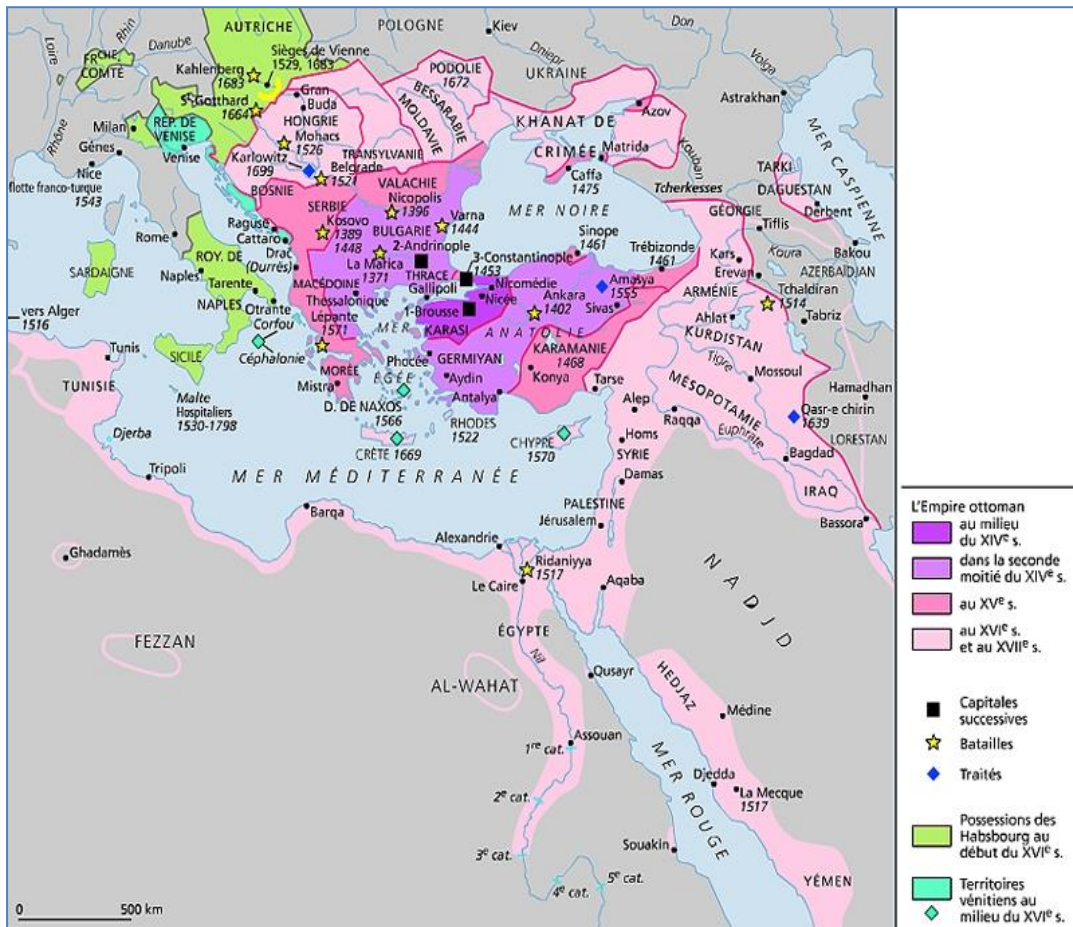 Loire
Rhin
Danube
AUTRICHE
POLOGNE
Kiev
Don
Dniepr
Volga
FR CHE-
COMTÉ
Kahlenberg
1683
Sièges de Vienne
1529, 1683
PODOLIE
1672
UKRAINE
Astrakhan
St Gotthard
1664
Gran
Buda
HONGRIE
Mohacs
1526
BESSARABIE
MOLDAVIE
KHANAT DE
CRIMÉE
Azov
Rhône
Milan
RÉP. DE
VENISE
Venise
Gênes
Nice
flotte franco-turque
1543
Karlowitz
1699
TRANSYLVANIE
Belgrade
1521
Matrida
Kouban
Caffa
1475
Tcherkesses
TARKI
DAGUESTAN
Derbent
MER CASPIENNE
BOSNIE
SERBIE
VALACHIE
Nicopolis
1396
Varna
1444
MER NOIRE
GÉORGIE
Tiflis
Koura
Bakou
AZERBAÏDJAN
Raguse
Cattaro
Kosovo
1389
1448
BULGARIE
2-Andrinople
La Marica
1371
Sinope
1461
Trébizonde
1461
Kars
Erevan
Rome
SARDAIGNE
ROY. DE
NAPLES
Naples
Tarente
Otrante
Drac
(Durrës)
MACÉDOINE
Thessalonique
THRACE
Gallipoli
3-Constantinople
1453
Nicomédie
Nicée
1-Brousse
Ankara
1402
Amasya
1555
Sivas
ARMÉNIE
Tchaldiran
1514
Tabriz
Ahlat
vers Alger
1516
Corfou
Céphalonie
Lépante
1571
MER
ÉGÉE
KARASI
ANATOLIE
KARAMANIE
1468
KURDISTAN
Tunis
TUNISIE
SICILE
MORÉE
Mistra
Phocée
GERMIYAN
Aydin
Antalya
Konya
Tarse
Tigre
Mossoul
Hamadhan
Malte
Hospitaliers
1530-1798
D. DE NAXOS
1566
RHODES
1522
Alep
Raqqa
MÉSOPOTAMIE
Euphrate
Qasr-e chirin
1639
LORESTAN
Djerba
CRÈTE 1669
CHYPRE
1570
Homs
SYRIE
Damas
Bagdad
IRAQ
Tripoli
MER MÉDITERRANÉE
PALESTINE
Jérusalem
Bassora
Barqa
Alexandrie
Ghadamès
Ridaniyya
1517
Le Caire
Aqaba
NADJD
FEZZAN
ÉGYPTE
Nil
AL-WAHAT
Qusayr
HEDJAZ
Médine
Assouan
1re cat.
MER ROUGE
Djedda
La Mecque
1517
2e cat.
3e cat.
4e cat.
5e cat.
Souakin
YÉMEN
0
500 km
L'Empire ottoman
au milieu
du XIVe s.
dans la seconde
moitié du XIVe s.
au XVe s.
au XVIe s.
et au XVIIe s.
Capitales
successives
Batailles
Traités
Possessions des
Habsbourg au
début du XVIe s.
Territoires
vénitiens au
milieu du XVIe s.